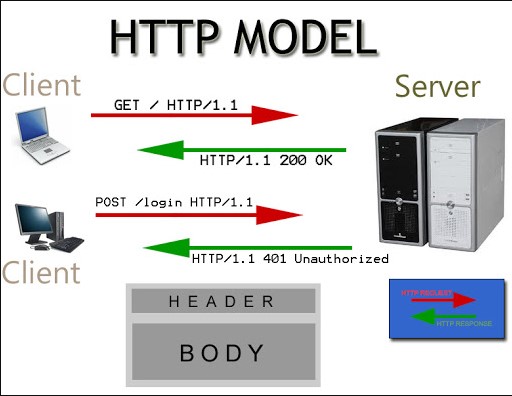 HTTP MODEL
Client
Server
GET / HTTP/1.1
HTTP/1.1 200 OK
POST /login HTTP/1.1
HTTP/1.1 401 Unauthorized
Client
HEADER
BODY
HTTP REQUEST
HTTP RESPONSE